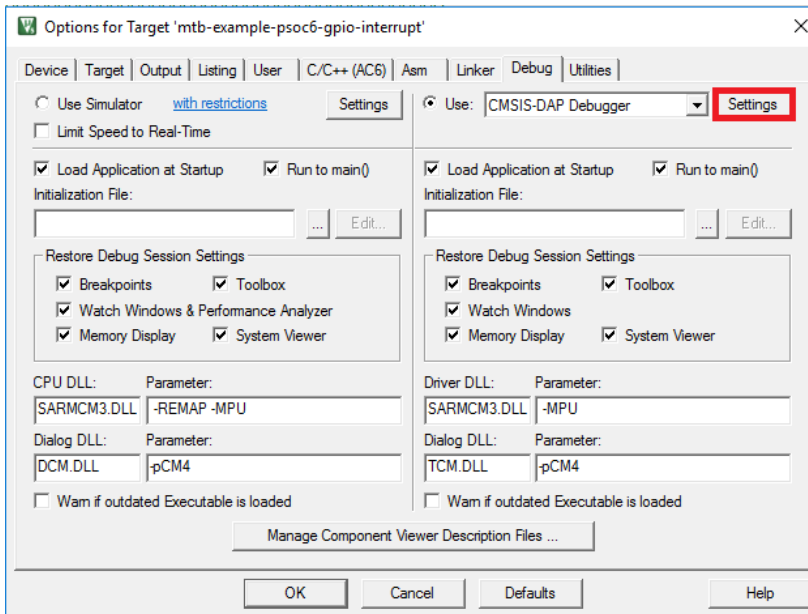 Options for Target 'mtb-example-psoc6-gpio-interrupt'
Device Target Output Listing User C/C++ (AC6) Asm Linker Debug Utilities
Use Simulator with restrictions Settings
Limit Speed to Real-Time
Use: CMSIS-DAP Debugger Settings
Load Application at Startup Run to main()
Initialization File:
... Edit...
Restore Debug Session Settings
Breakpoints Toolbox
Watch Windows & Performance Analyzer
Memory Display System Viewer
CPU DLL: Parameter:
SARMCM3.DLL -REMAP -MPU
Dialog DLL: Parameter:
DCM.DLL -pCM4
Warn if outdated Executable is loaded
Load Application at Startup Run to main()
Initialization File:
... Edit...
Restore Debug Session Settings
Breakpoints Toolbox
Watch Windows
Memory Display System Viewer
Driver DLL: Parameter:
SARMCM3.DLL -MPU
Dialog DLL: Parameter:
TCM.DLL -pCM4
Warn if outdated Executable is loaded
Manage Component Viewer Description Files ...
OK Cancel Defaults Help